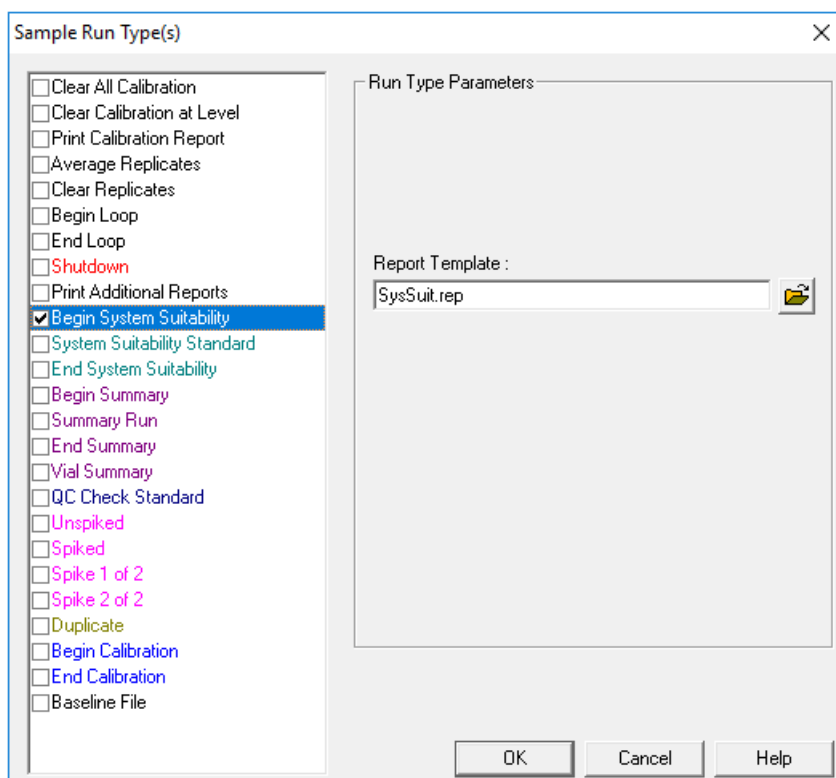 Sample Run Type(s)
Clear All Calibration
Clear Calibration at Level
Print Calibration Report
Average Replicates
Clear Replicates
Begin Loop
End Loop
Shutdown
Print Additional Reports
Begin System Suitability
System Suitability Standard
End System Suitability
Begin Summary
Summary Run
End Summary
Vial Summary
QC Check Standard
Unspiked
Spiked
Spike 1 of 2
Spike 2 of 2
Duplicate
Begin Calibration
End Calibration
Baseline File
Run Type Parameters
Report Template :
SysSuit.rep
OK Cancel Help